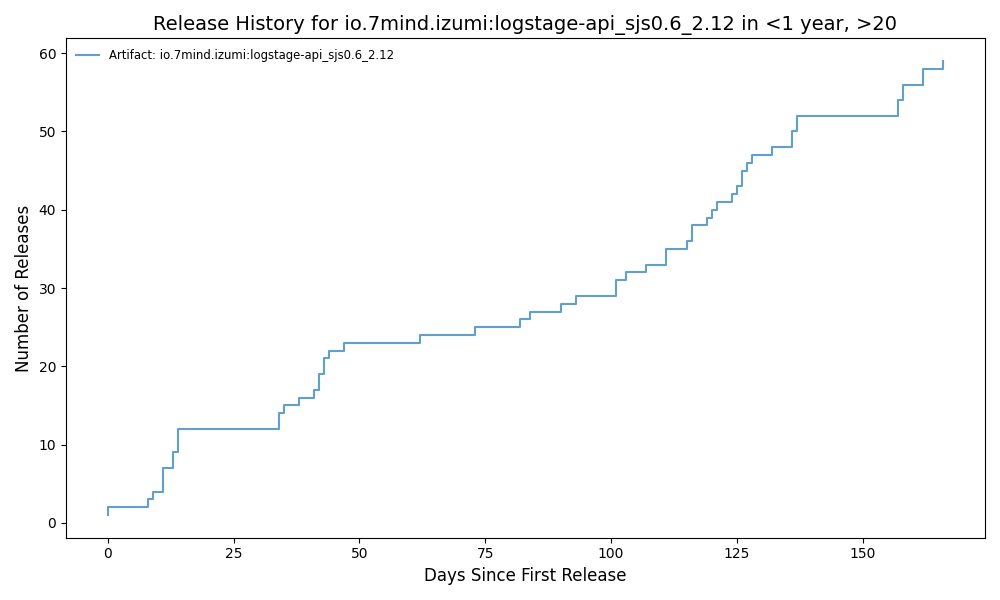 Release History for io.7mind.izumi:logstage-api_sjs0.6_2.12 in <1 year, >20
Artifact: io.7mind.izumi:logstage-api_sjs0.6_2.12
Number of Releases
60
50
40
30
20
10
0
0 25 50 75 100 125 150
Days Since First Release